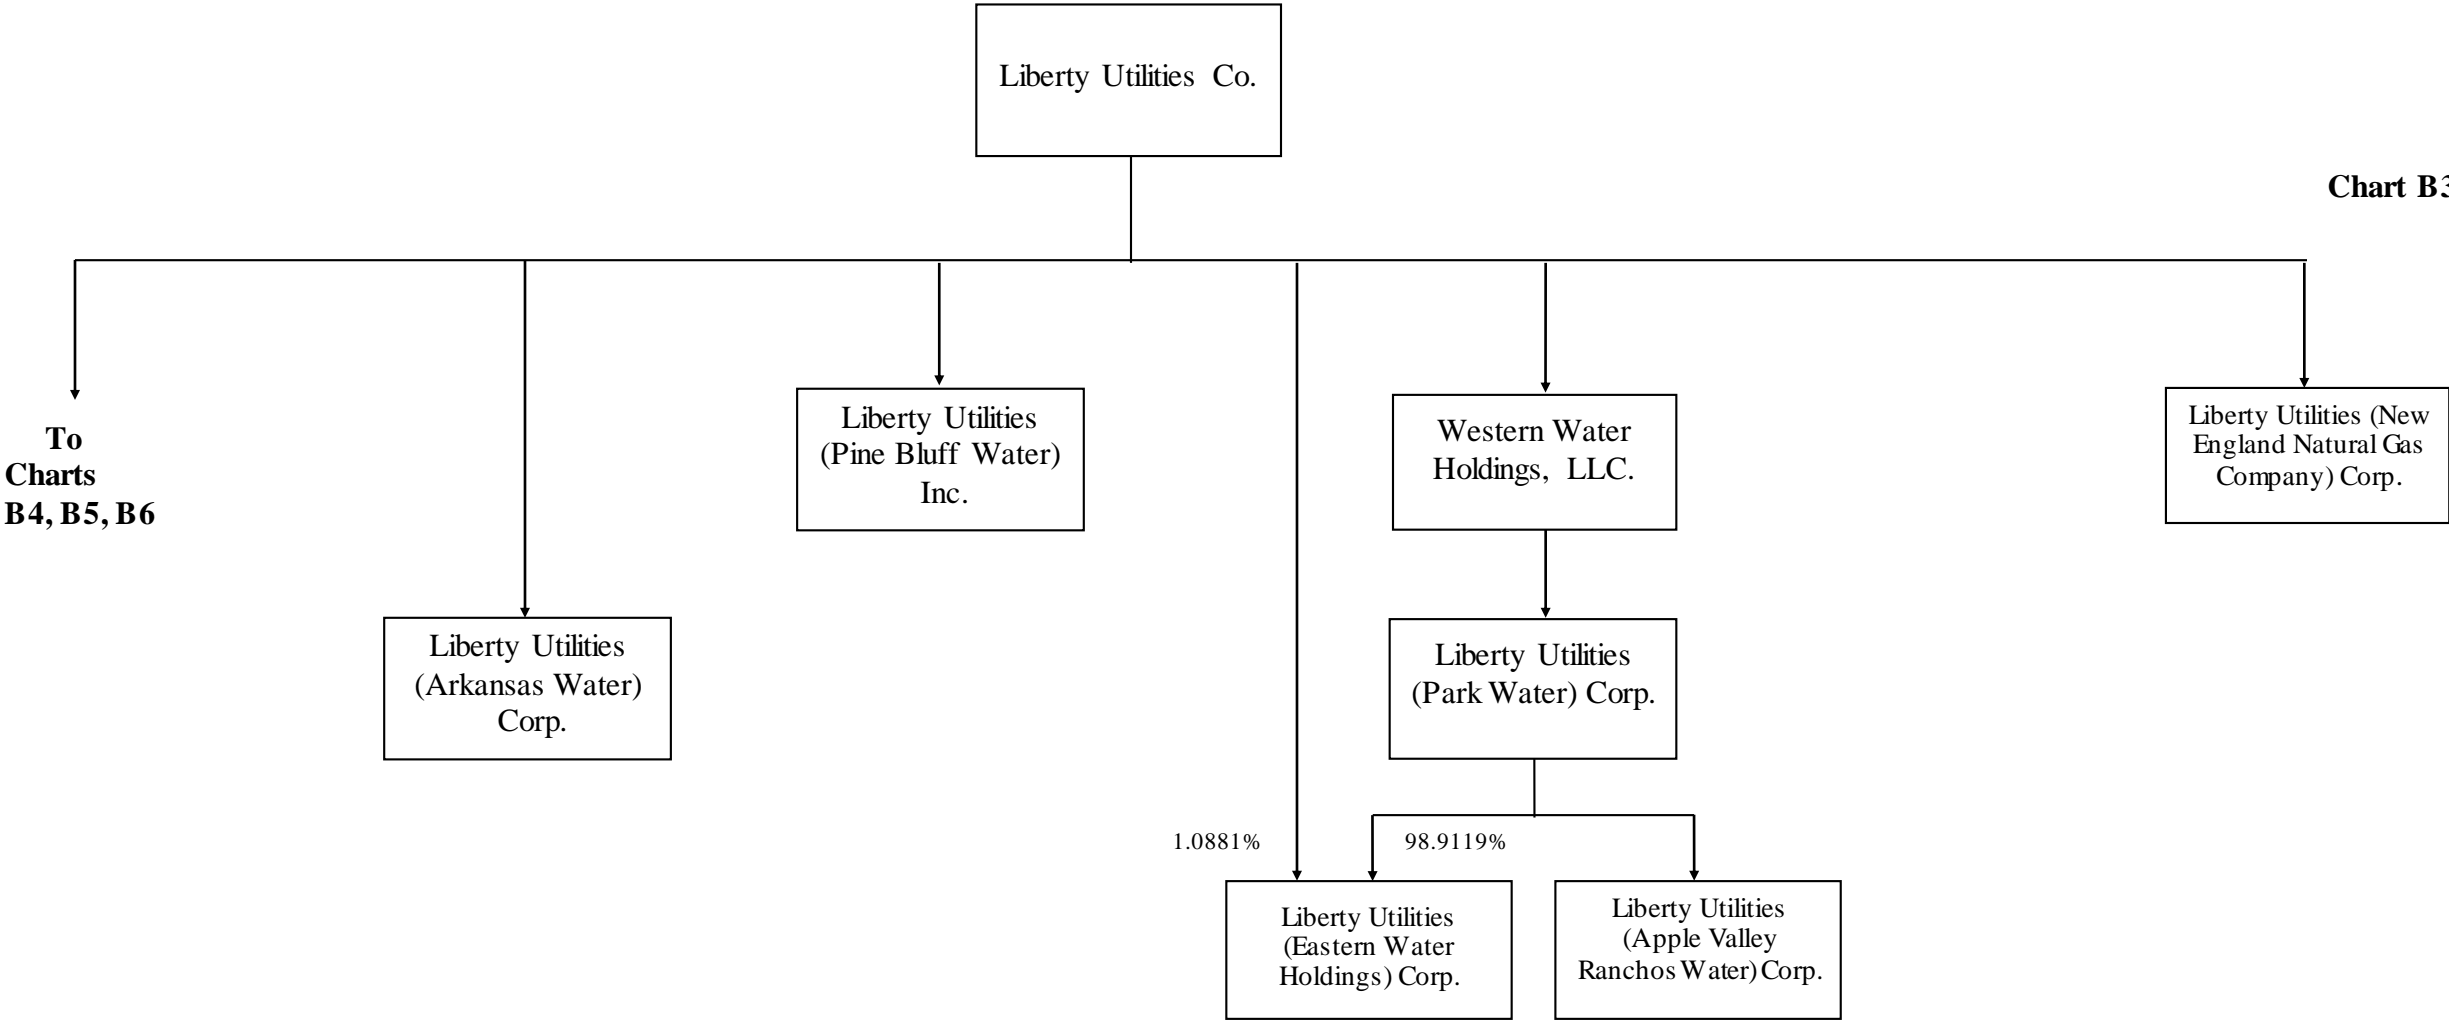 Liberty Utilities Co.
Chart B3
To
Charts
B4, B5, B6
Liberty Utilities
(Pine Bluff Water)
Inc.
Western Water
Holdings, LLC.
Liberty Utilities (New
England Natural Gas
Company) Corp.
Liberty Utilities
(Arkansas Water)
Corp.
Liberty Utilities
(Park Water) Corp.
1.0881%
98.9119%
Liberty Utilities
(Eastern Water
Holdings) Corp.
Liberty Utilities
(Apple Valley
Ranchos Water) Corp.